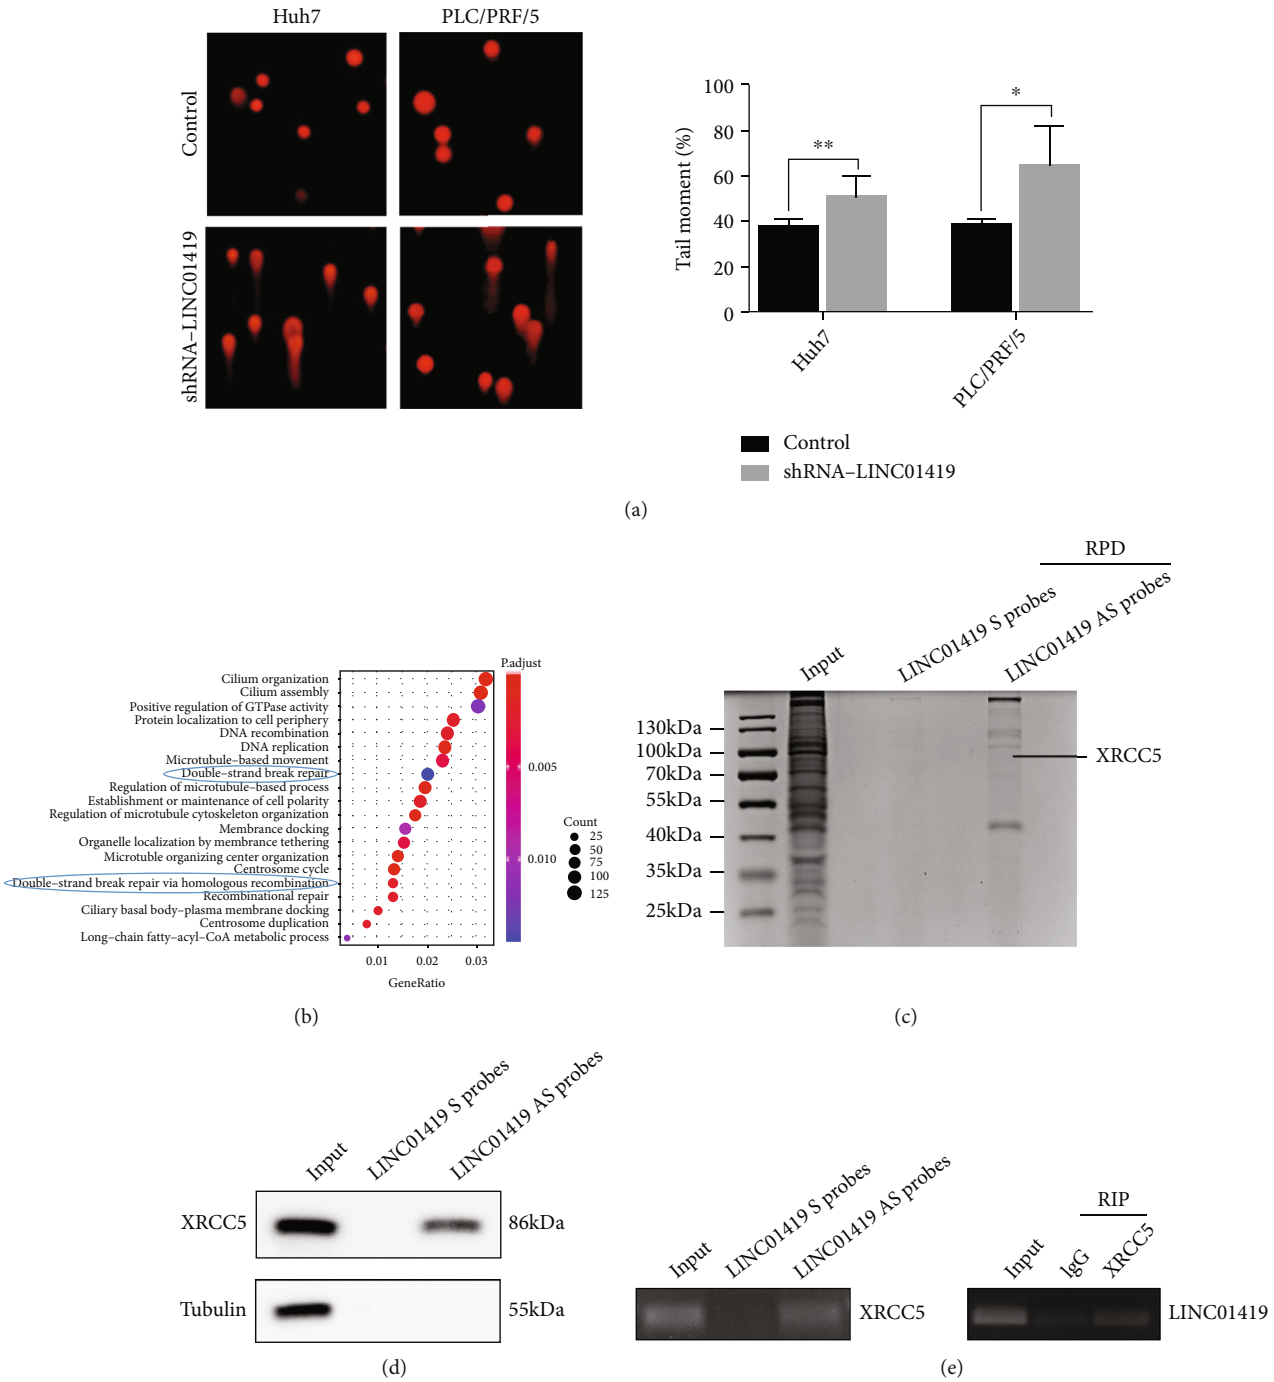 Huh7
PLC/PRF/5
Control
shRNA–LINC01419
Tail moment (%)
100
80
60
40
20
0
**
*
Huh7
PLC/PRF/5
Control
shRNA–LINC01419
(a)
Cilium organization
Cilium assembly
Positive regulation of GTPase activity
Protein localization to cell periphery
DNA recombination
DNA replication
Microtubule–based movement
Double–strand break repair
Regulation of microtubule–based process
Establishment or maintenance of cell polarity
Regulation of microtubule cytoskeleton organization
Membrance docking
Organelle localization by membrane tethering
Microtuble organizing center organization
Centrosome cycle
Double–strand break repair via homologous recombination
Recombinational repair
Ciliary basal body–plasma membrane docking
Centrosome duplication
Long–chain fatty–acyl–CoA metabolic process
0.01
0.02
0.03
GeneRatio
P.adjust
0.005
0.010
Count
25
50
75
100
125
(b)
RPD
Input
LINC01419 S probes
LINC01419 AS probes
130kDa
100kDa
70kDa
55kDa
40kDa
35kDa
25kDa
XRCC5
(c)
Input
LINC01419 S probes
LINC01419 AS probes
XRCC5
86kDa
Tubulin
55kDa
(d)
Input
LINC01419 S probes
LINC01419 AS probes
XRCC5
RIP
Input
lgG
XRCC5
LINC01419
(e)